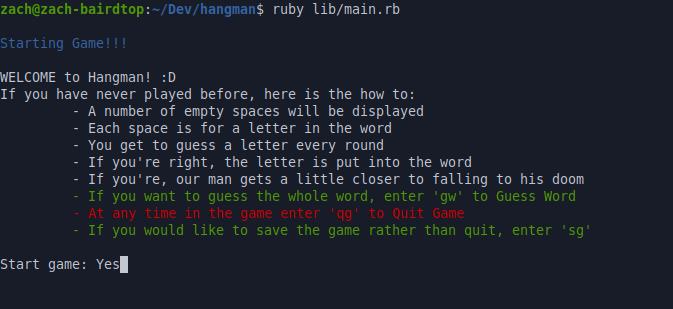 zach@zach-bairdtop:~/Dev/hangman$ ruby lib/main.rb
Starting Game!!!
WELCOME to Hangman! :D
If you have never played before, here is the how to:
- A number of empty spaces will be displayed
- Each space is for a letter in the word
- You get to guess a letter every round
- If you're right, the letter is put into the word
- If you're, our man gets a little closer to falling to his doom
- If you want to guess the whole word, enter 'gw' to Guess Word
- At any time in the game enter 'qg' to Quit Game
- If you would like to save the game rather than quit, enter 'sg'
Start game: Yes